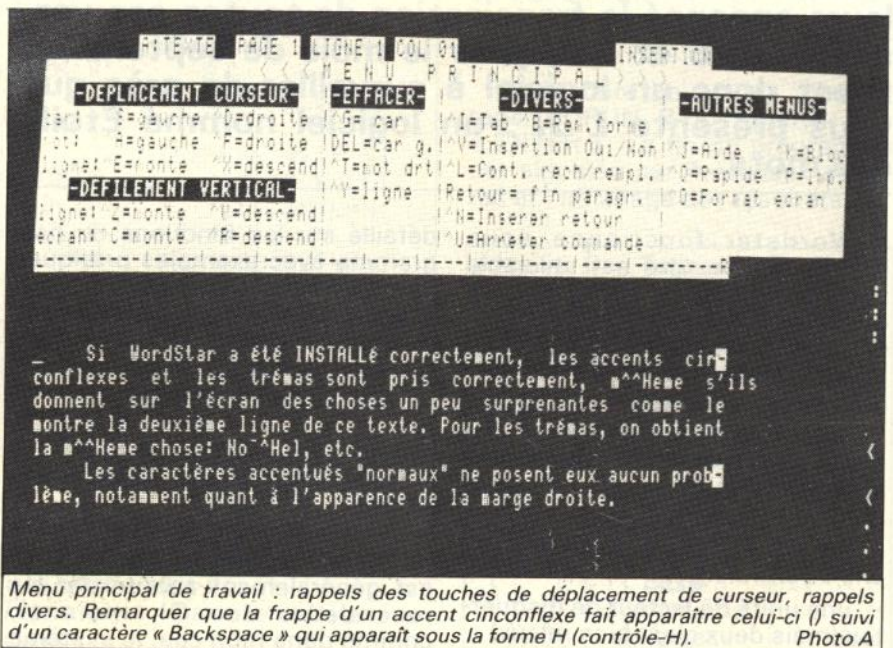 A:TEXTE PAGE 1 LIGNE 1 COL 01 INSERTION
< < < M E N U P R I N C I P A L > > >
-DEPLACEMENT CURSEUR- -EFFACER- -DIVERS- -AUTRES MENUS-
^S=gauche ^D=droite !^G= car !^I=Tab ^B=Rem.forme !
^A=gauche ^F=droite !DEL=car g.!^V=Insertion Oui/Non!^J=Aide ^K=Bloc
ligne: ^E=monte ^X=descend!^T=mot drt!^L=Cont. rech/rempl.!^Q=Rapide ^P=Imp.
-DEFILEMENT VERTICAL- !^Y=ligne !Retour= fin paragr. !^O=Format ecran
ligne: ^Z=monte ^W=descend! !^N=Inserer retour !
ecran: ^C=monte ^R=descend! !^U=Arreter commande !
_ Si WordStar a été INSTALLé correctement, les accents cir-
conflexes et les trémas sont pris correctement, m^^Heme s'ils
donnent sur l'écran des choses un peu surprenantes comme le
montre la deuxième ligne de ce texte. Pour les trémas, on obtient
la m^^Heme chose: No¨^Hel, etc.
Les caractères accentués "normaux" ne posent eux aucun prob-
lème, notamment quant à l'apparence de la marge droite.
Menu principal de travail : rappels des touches de déplacement de curseur, rappels
divers. Remarquer que la frappe d'un accent cinconflexe fait apparaître celui-ci () suivi
d'un caractère « Backspace » qui apparaît sous la forme H (contrôle-H). Photo A